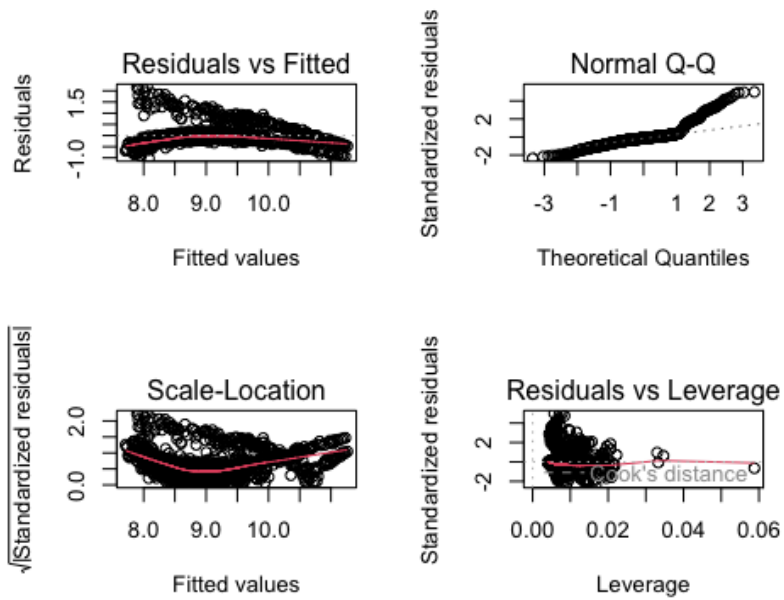 Residuals vs Fitted
Residuals
1.5
-1.0
8.0 9.0 10.0
Fitted values
Normal Q-Q
Standardized residuals
2
-2
-3 -1 1 2 3
Theoretical Quantiles
Scale-Location
√|Standardized residuals|
2.0
0.0
8.0 9.0 10.0
Fitted values
Residuals vs Leverage
Standardized residuals
2
-2
Cook's distance
0.00 0.02 0.04 0.06
Leverage